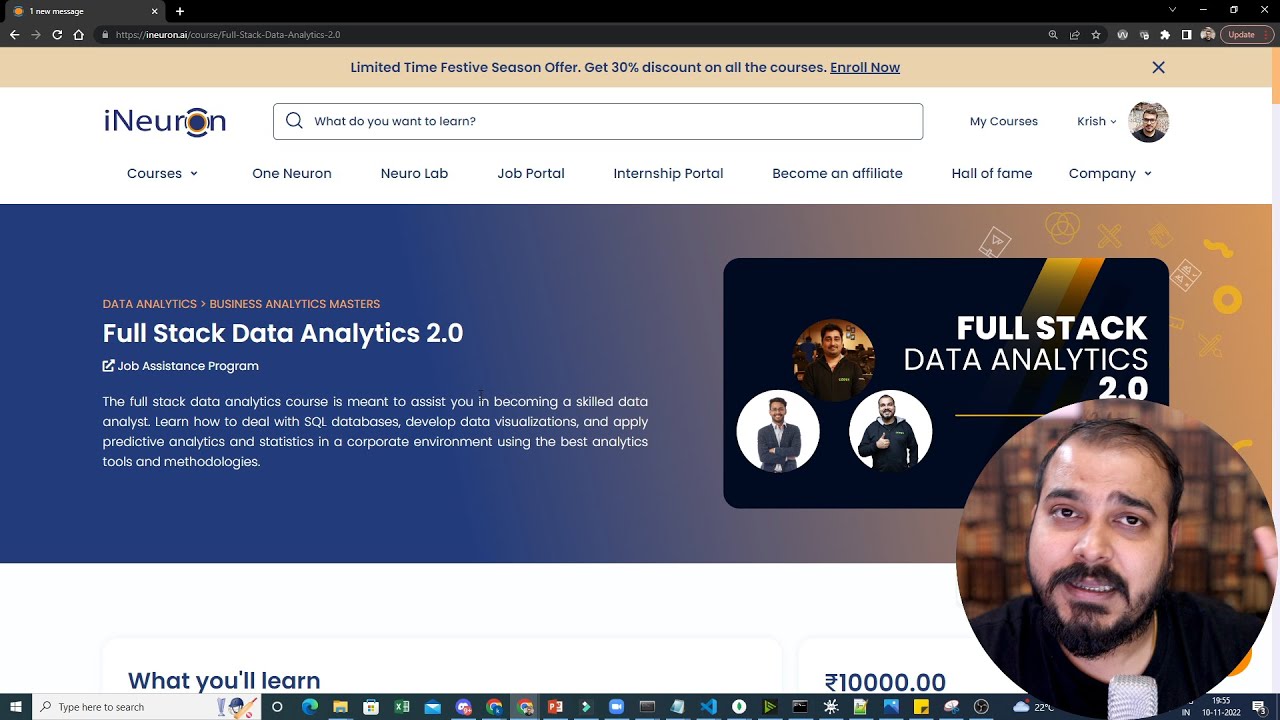 1 new message
https://ineuron.ai/course/Full-Stack-Data-Analytics-2.0
Update
Limited Time Festive Season Offer. Get 30% discount on all the courses. Enroll Now
iNeuron
What do you want to learn?
My Courses
Krish
Courses
One Neuron
Neuro Lab
Job Portal
Internship Portal
Become an affiliate
Hall of fame
Company
DATA ANALYTICS > BUSINESS ANALYTICS MASTERS
Full Stack Data Analytics 2.0
Job Assistance Program
The full stack data analytics course is meant to assist you in becoming a skilled data
analyst. Learn how to deal with SQL databases, develop data visualizations, and apply
predictive analytics and statistics in a corporate environment using the best analytics
tools and methodologies.
FULL STACK
DATA ANALYTICS
2.0
What you'll learn
₹10000.00
Type here to search
22°C
IN
19:55
10-11-2022